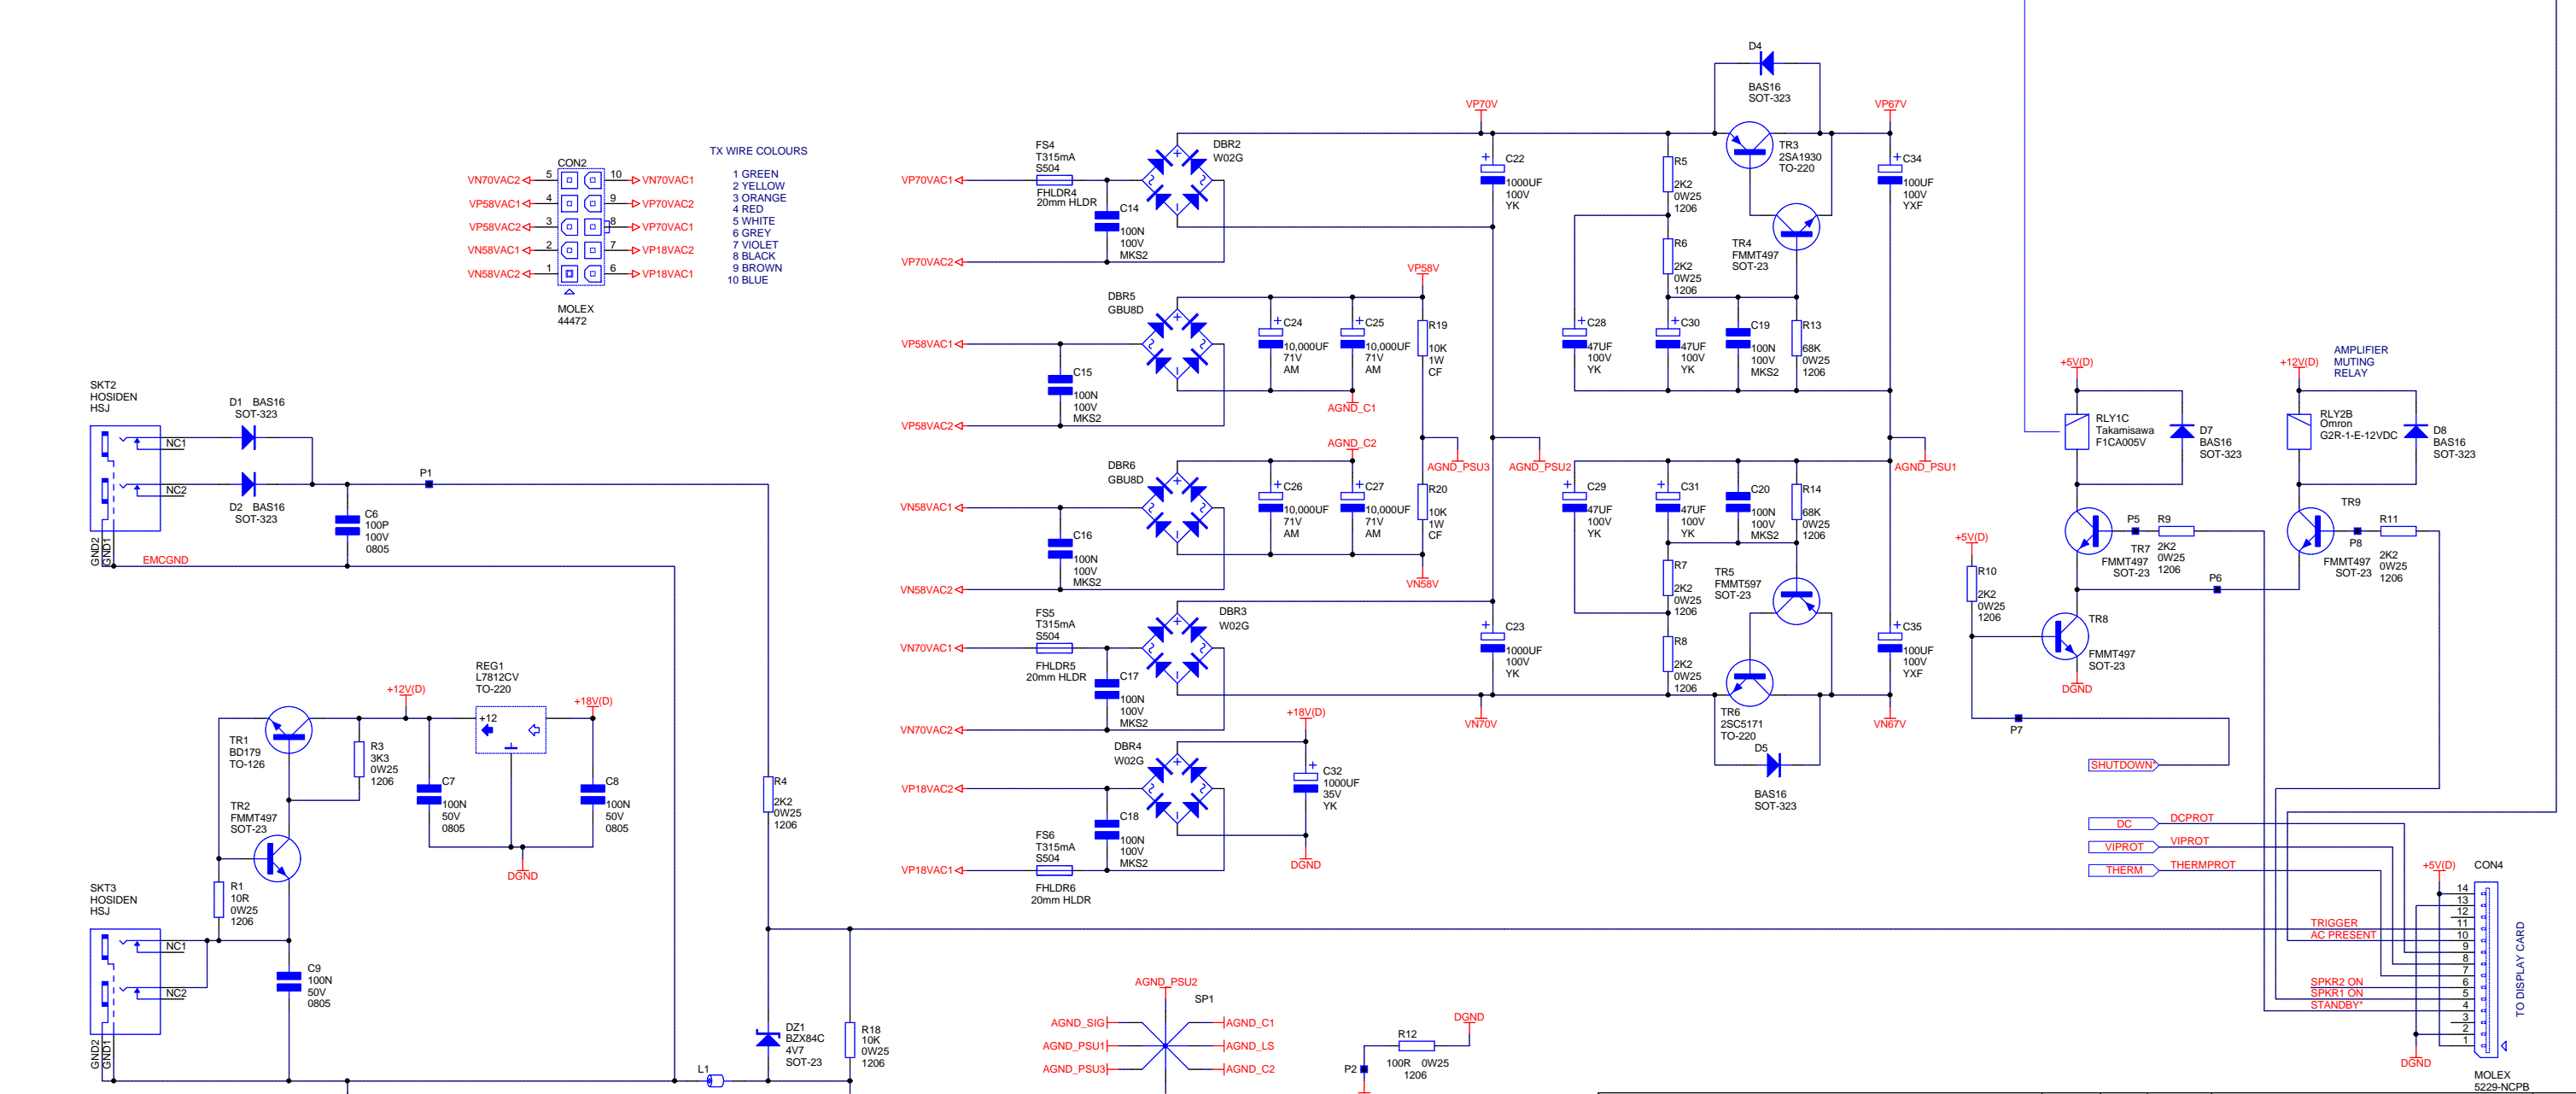 D4
BAS16
SOT-323
VP70V
VP67V
TR3
2SA1930
TO-220
C34
100UF
100V
YXF
TX WIRE COLOURS
1 GREEN
2 YELLOW
3 ORANGE
4 RED
5 WHITE
6 GREY
7 VIOLET
8 BLACK
9 BROWN
10 BLUE
CON2
VN70VAC2 5 10 VN70VAC1
VP58VAC1 4 9 VP70VAC2
VP58VAC2 3 8 VP70VAC1
VN58VAC1 2 7 VP18VAC2
VN58VAC2 1 6 VP18VAC1
MOLEX
44472
FS4
T315mA
S504
FHLDR4
20mm HLDR
VP70VAC1
VP70VAC2
C14
100N
100V
MKS2
DBR2
W02G
C22
1000UF
100V
YK
R5
2K2
0W25
1206
R6
2K2
0W25
1206
TR4
FMMT497
SOT-23
DBR5
GBU8D
VP58VAC1
VP58VAC2
C15
100N
100V
MKS2
C24
10,000UF
71V
AM
C25
10,000UF
71V
AM
VP58V
R19
10K
1W
CF
AGND_C1
C28
47UF
100V
YK
C30
47UF
100V
YK
C19
100N
100V
MKS2
R13
68K
0W25
1206
AGND_PSU3
AGND_PSU2
AGND_PSU1
DBR6
GBU8D
VN58VAC1
VN58VAC2
C16
100N
100V
MKS2
AGND_C2
C26
10,000UF
71V
AM
C27
10,000UF
71V
AM
R20
10K
1W
CF
VN58V
C29
47UF
100V
YK
C31
47UF
100V
YK
C20
100N
100V
MKS2
R14
68K
0W25
1206
R7
2K2
0W25
1206
R8
2K2
0W25
1206
TR5
FMMT597
SOT-23
FS5
T315mA
S504
FHLDR5
20mm HLDR
VN70VAC1
VN70VAC2
C17
100N
100V
MKS2
DBR3
W02G
C23
1000UF
100V
YK
C35
100UF
100V
YXF
VN70V
VN67V
TR6
2SC5171
TO-220
D5
BAS16
SOT-323
+18V(D)
DBR4
W02G
VP18VAC2
VP18VAC1
C18
100N
100V
MKS2
C32
1000UF
35V
YK
DGND
FS6
T315mA
S504
FHLDR6
20mm HLDR
SKT2
HOSIDEN
HSJ
D1 BAS16
SOT-323
NC1
NC2
D2 BAS16
SOT-323
P1
C6
100P
100V
0805
GND2
GND1
EMCGND
REG1
L7812CV
TO-220
+12V(D)
+18V(D)
+12
TR1
BD179
TO-126
R3
3K3
0W25
1206
C7
100N
50V
0805
C8
100N
50V
0805
DGND
TR2
FMMT497
SOT-23
R1
10R
0W25
1206
SKT3
HOSIDEN
HSJ
NC1
NC2
C9
100N
50V
0805
GND2
GND1
R4
2K2
0W25
1206
L1
DZ1
BZX84C
4V7
SOT-23
R18
10K
0W25
1206
AGND_PSU2
SP1
AGND_SIG
AGND_PSU1
AGND_PSU3
AGND_C1
AGND_LS
AGND_C2
P2
R12
100R 0W25
1206
DGND
+5V(D)
RLY1C
Takamisawa
F1CA005V
D7
BAS16
SOT-323
+12V(D)
AMPLIFIER
MUTING
RELAY
RLY2B
Omron
G2R-1-E-12VDC
D8
BAS16
SOT-323
P5
R9
2K2
0W25
1206
TR7
FMMT497
SOT-23
TR9
FMMT497
SOT-23
P8
R11
2K2
0W25
1206
+5V(D)
R10
2K2
0W25
1206
P6
TR8
FMMT497
SOT-23
DGND
P7
SHUTDOWN*
DC DCPROT
VIPROT VIPROT
THERM THERMPROT
+5V(D)
CON4
14
13
12
TRIGGER 11
AC PRESENT 10
9
8
7
SPKR2 ON 6
SPKR1 ON 5
STANDBY* 4
3
2
1
DGND
TO DISPLAY CARD
MOLEX
5229-NCPB